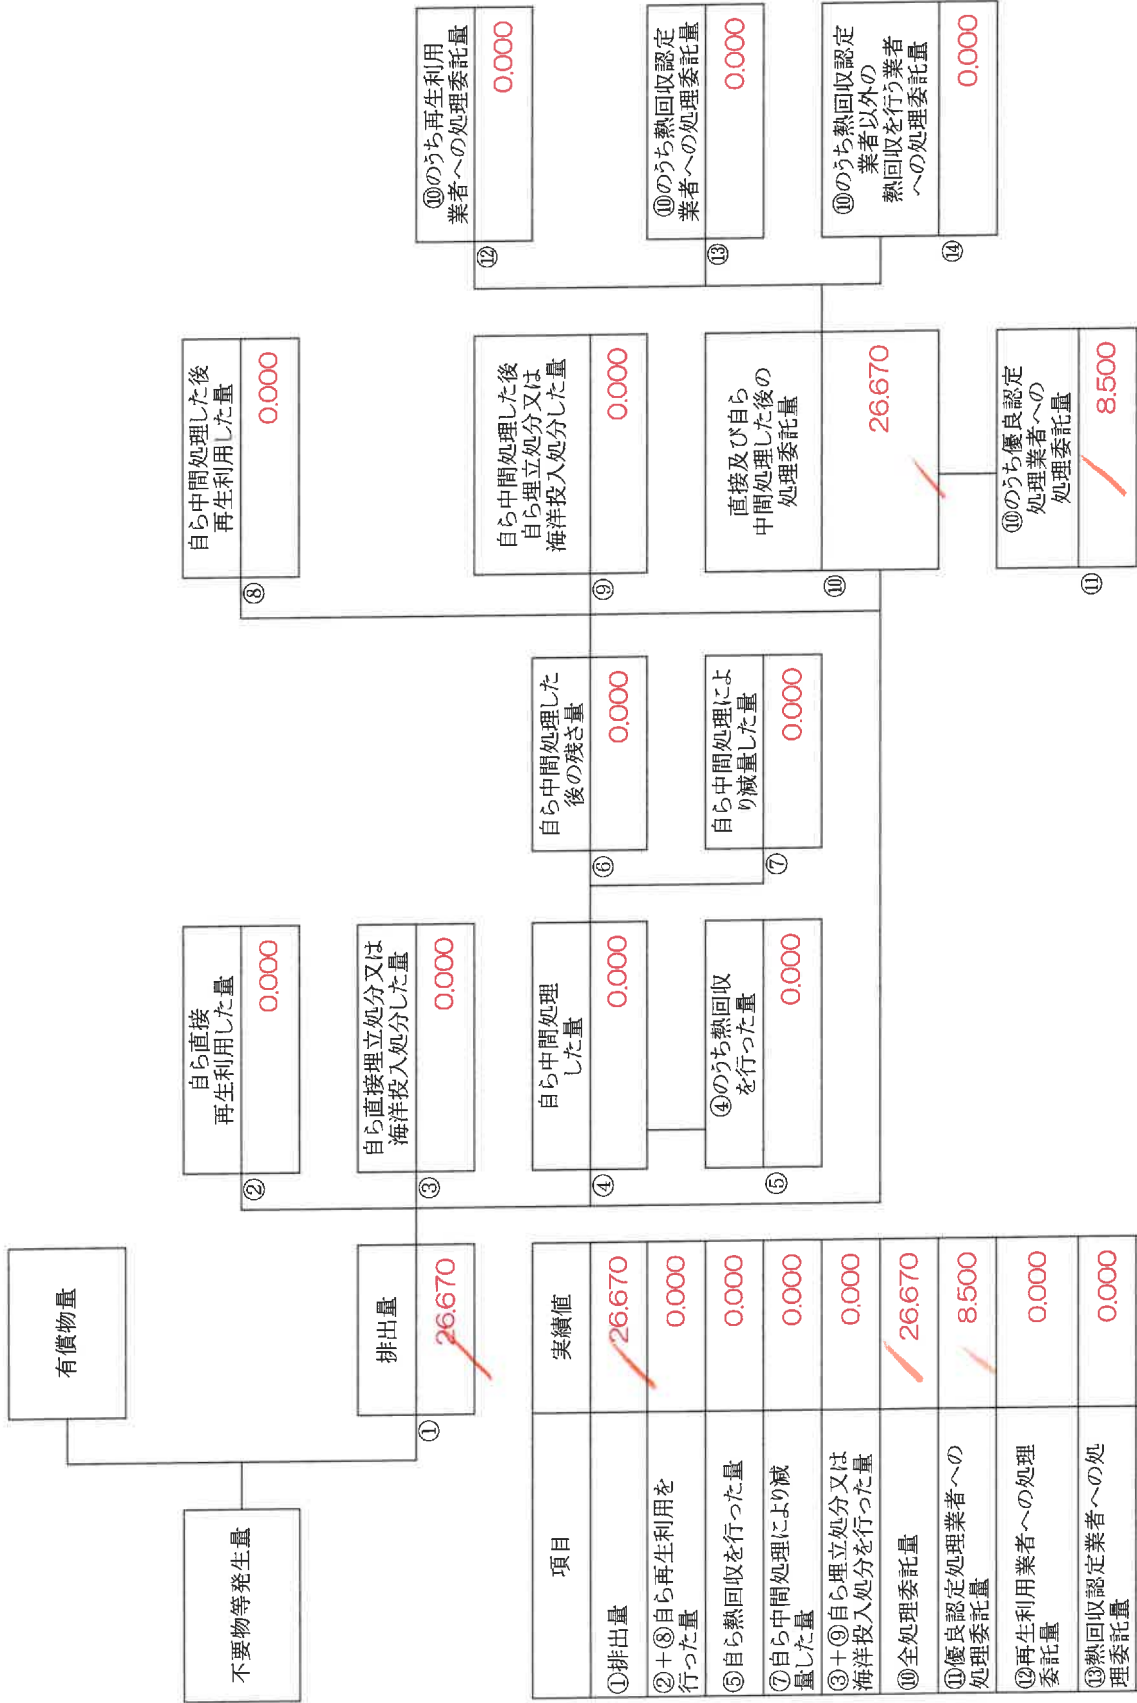 有償物量
不要物等発生量
排出量
①
26.670
自ら直接
再生利用した量
②
0.000
自ら直接埋立処分又は
海洋投入処分した量
③
0.000
自ら中間処理
した量
④
0.000
④のうち熱回収
を行った量
⑤
0.000
自ら中間処理した
後の残さ量
⑥
0.000
自ら中間処理によ
り減量した量
⑦
0.000
自ら中間処理した後
再生利用した量
⑧
0.000
自ら中間処理した後
自ら埋立処分又は
海洋投入処分した量
⑨
0.000
直接及び自ら
中間処理した後の
処理委託量
⑩
26.670
⑩のうち優良認定
処理業者への
処理委託量
⑪
8.500
⑩のうち再生利用
業者への処理委託量
⑫
0.000
⑩のうち熱回収認定
業者への処理委託量
⑬
0.000
⑩のうち熱回収認定
業者以外の
熱回収を行う業者
への処理委託量
⑭
0.000
項目
実績値
①排出量
26.670
②+⑧自ら再生利用を
行った量
0.000
⑤自ら熱回収を行った量
0.000
⑦自ら中間処理により減
量した量
0.000
③+⑨自ら埋立処分又は
海洋投入処分を行った量
0.000
⑩全処理委託量
26.670
⑪優良認定処理業者への
処理委託量
8.500
⑫再生利用業者への処理
委託量
0.000
⑬熱回収認定業者への処
理委託量
0.000